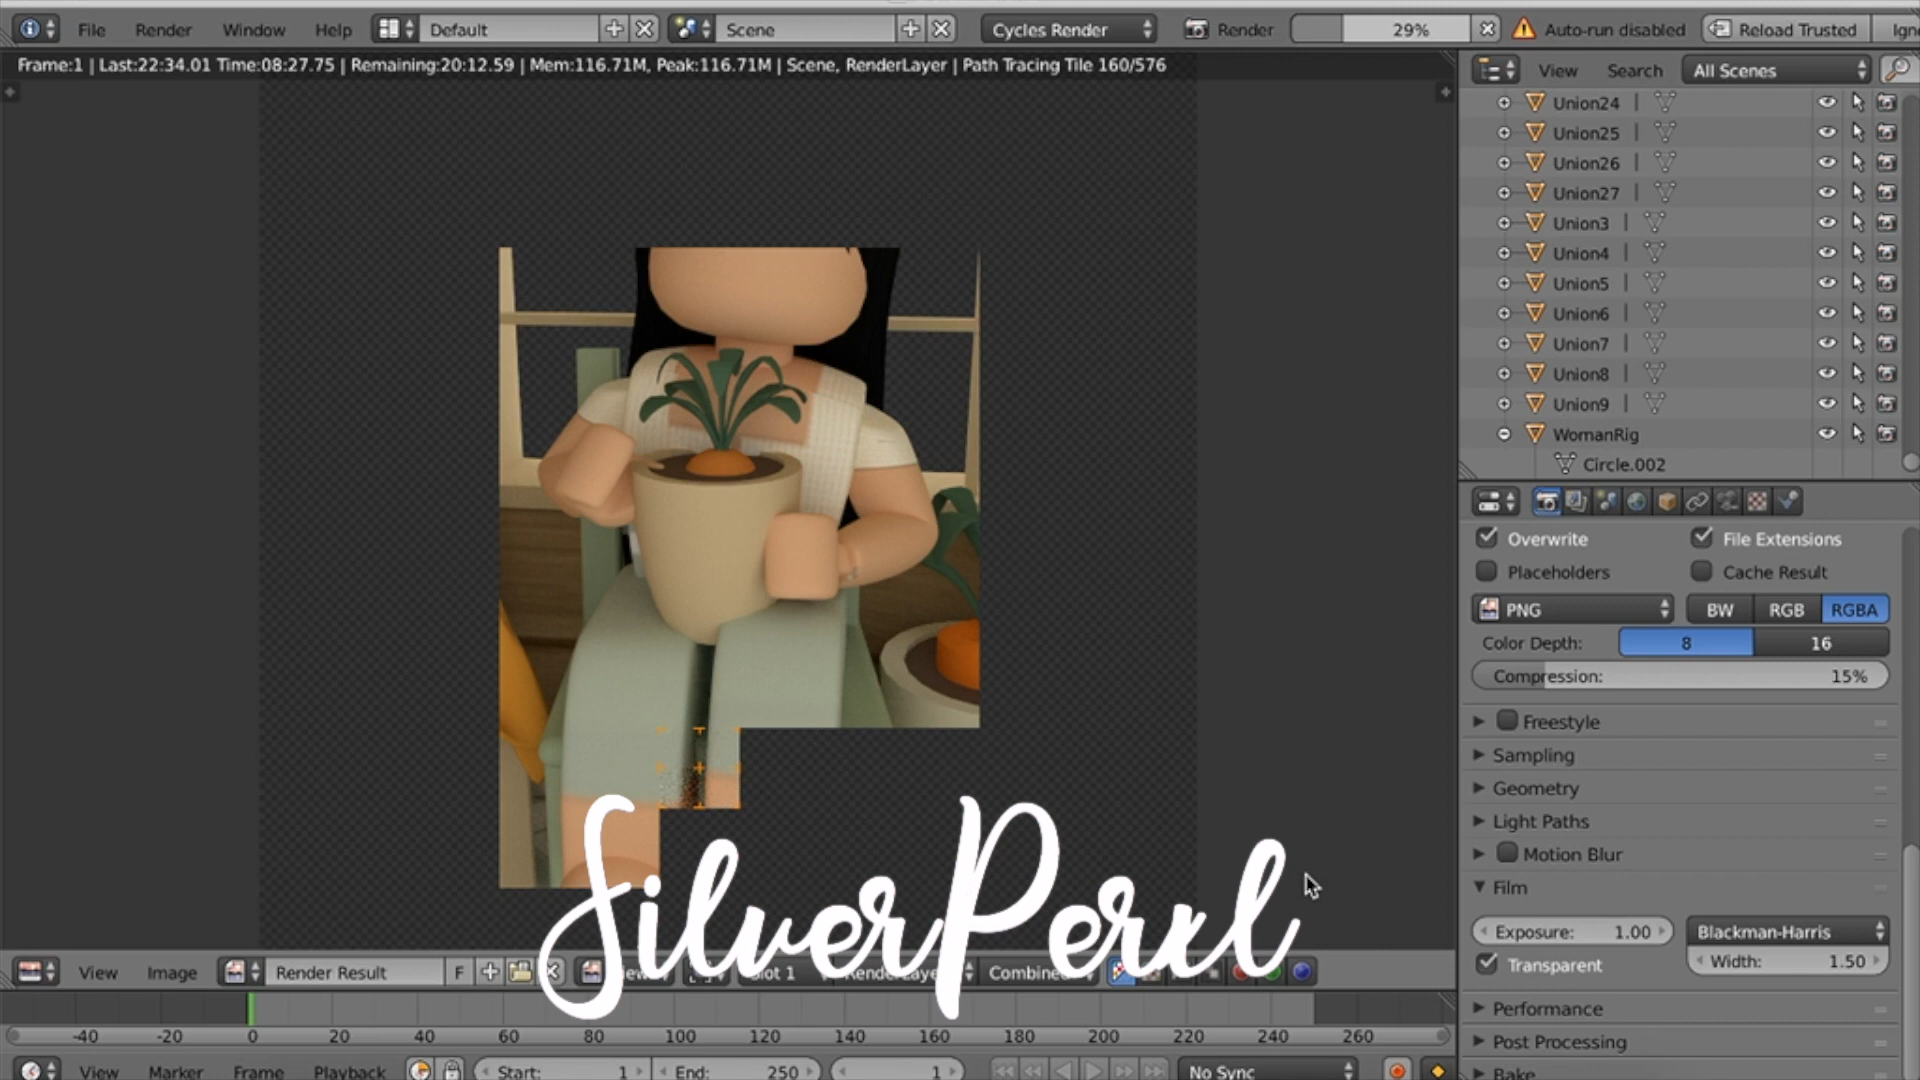 File Render Window Help Default Scene Cycles Render Render 29% Auto-run disabled Reload Trusted
Frame:1 | Last:22:34.01 Time:08:27.75 | Remaining:20:12.59 | Mem:116.71M, Peak:116.71M | Scene, RenderLayer | Path Tracing Tile 160/576
View Search All Scenes
Union24
Union25
Union26
Union27
Union3
Union4
Union5
Union6
Union7
Union8
Union9
WomanRig
Circle.002
Overwrite File Extensions
Placeholders Cache Result
PNG BW RGB RGBA
Color Depth: 8 16
Compression: 15%
Freestyle
Sampling
Geometry
Light Paths
Motion Blur
Film
Exposure: 1.00 Blackman-Harris
Transparent Width: 1.50
Performance
Post Processing
Bake
SilverPerxl
View Image Render Result F Slot 1 Combined
-40 -20 0 20 40 60 80 100 120 140 160 180 200 220 240 260
View Marker Frame Playback Start: 1 End: 250 1 No Sync